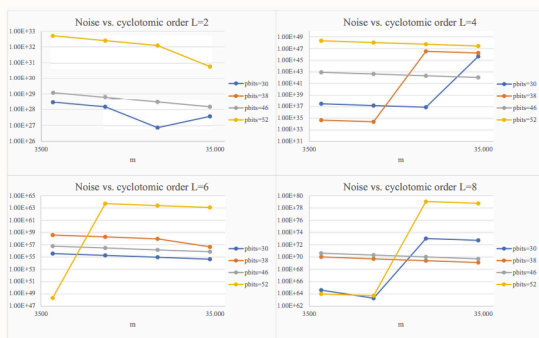 Noise vs. cyclotomic order L=2
1.00E+33
1.00E+32
1.00E+31
1.00E+30
1.00E+29
1.00E+28
1.00E+27
1.00E+26
3500
35.000
m
pbits=30
pbits=38
pbits=46
pbits=52
Noise vs. cyclotomic order L=4
1.00E+49
1.00E+47
1.00E+45
1.00E+43
1.00E+41
1.00E+39
1.00E+37
1.00E+35
1.00E+33
1.00E+31
3500
35.000
m
pbits=30
pbits=38
pbits=46
pbits=52
Noise vs. cyclotomic order L=6
1.00E+65
1.00E+63
1.00E+61
1.00E+59
1.00E+57
1.00E+55
1.00E+53
1.00E+51
1.00E+49
1.00E+47
3500
35.000
m
pbits=30
pbits=38
pbits=46
pbits=52
Noise vs. cyclotomic order L=8
1.00E+80
1.00E+78
1.00E+76
1.00E+74
1.00E+72
1.00E+70
1.00E+68
1.00E+66
1.00E+64
1.00E+62
3500
35.000
m
pbits=30
pbits=38
pbits=46
pbits=52